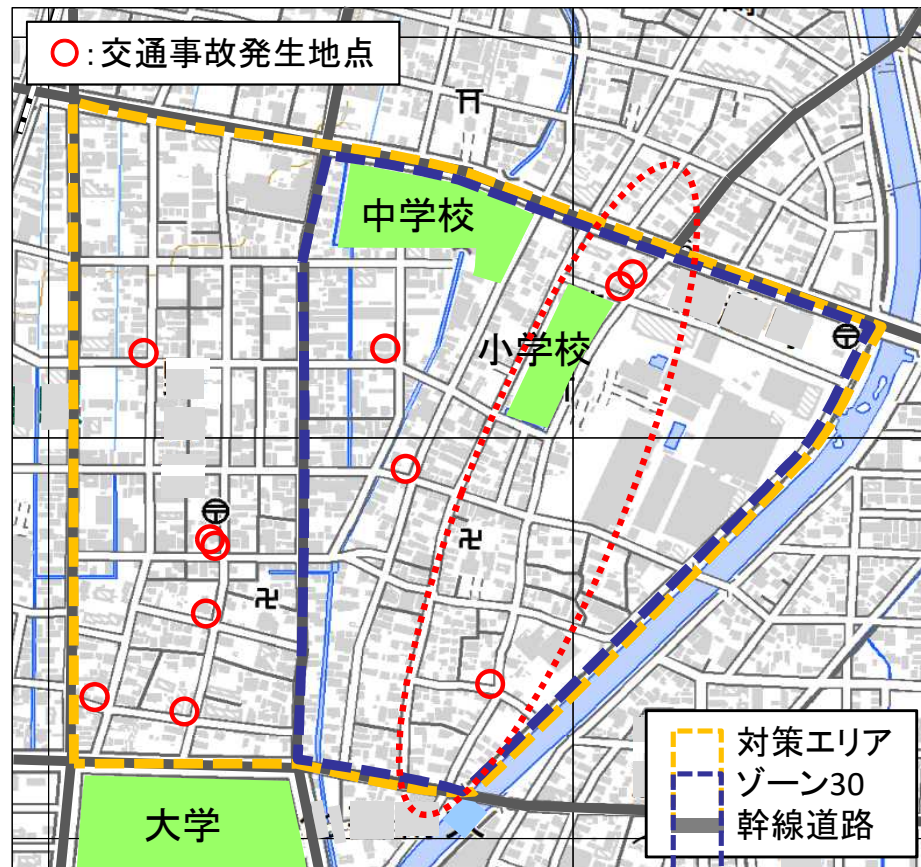 ：交通事故発生地点
中学校
小学校
大学
対策エリア
ゾーン30
幹線道路